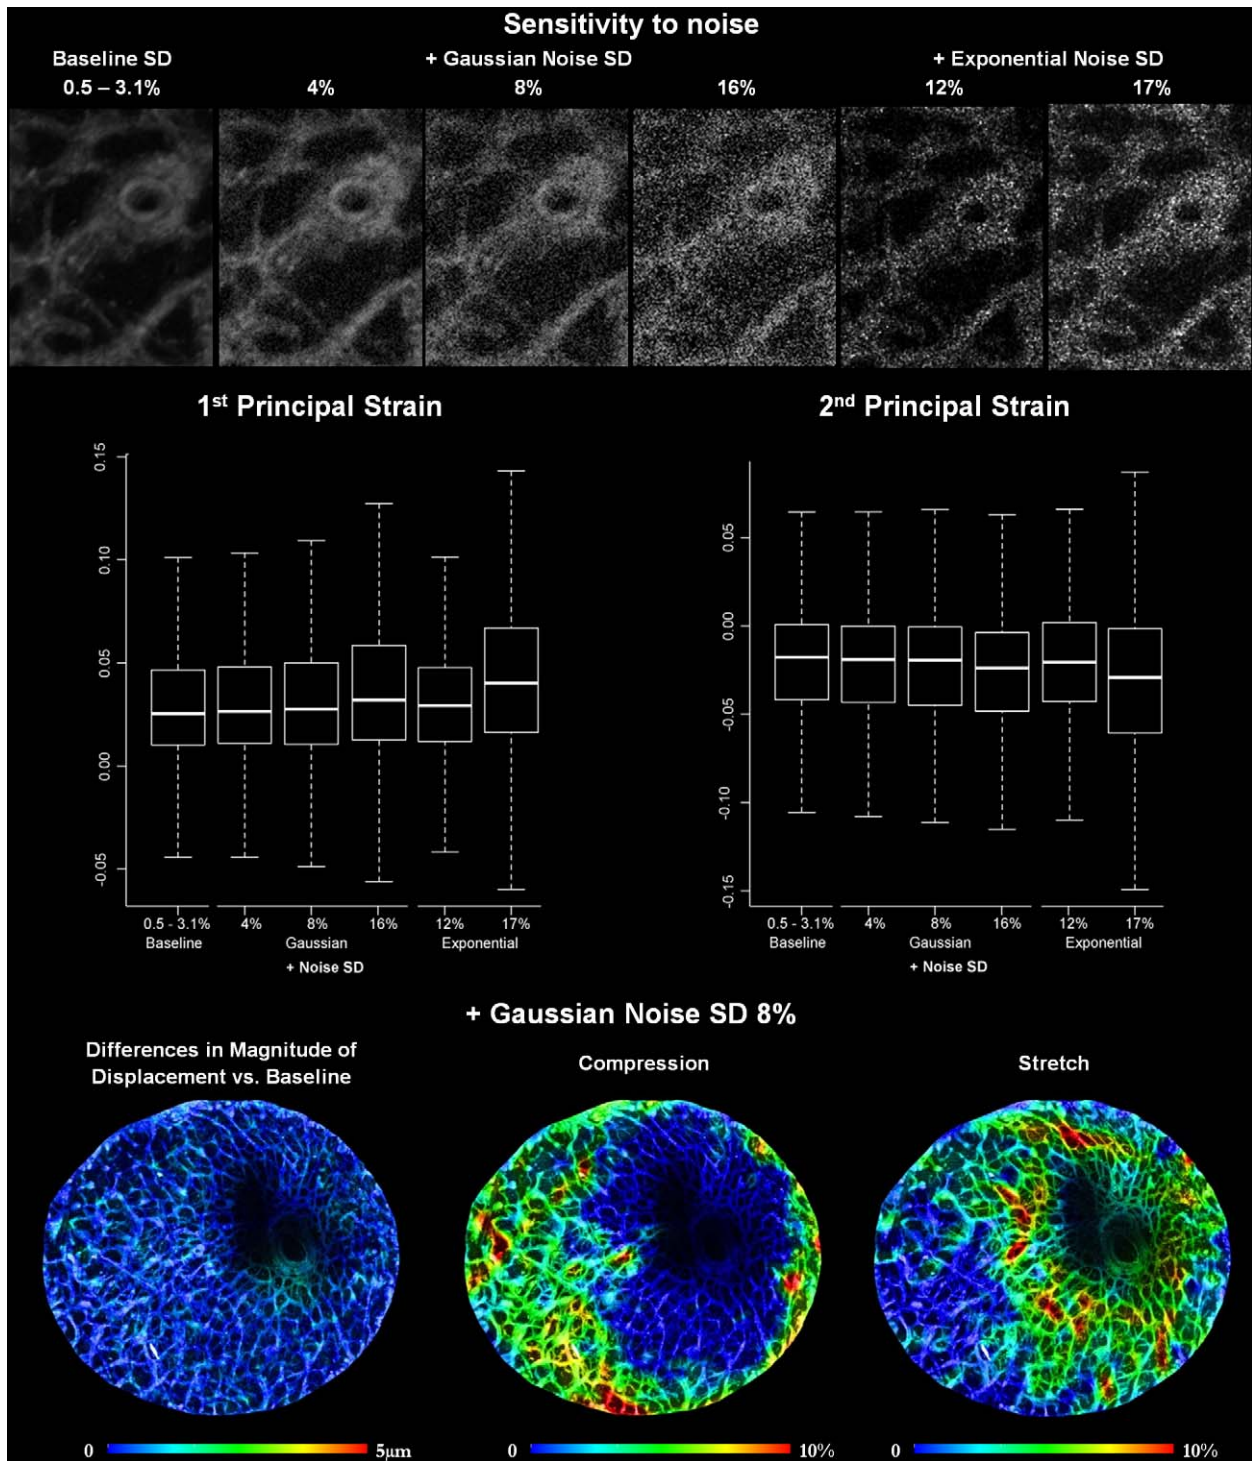 Sensitivity to noise
Baseline SD + Gaussian Noise SD + Exponential Noise SD
0.5 – 3.1% 4% 8% 16% 12% 17%
1st Principal Strain 2nd Principal Strain
0.15
0.10
0.05
0.00
-0.05
0.5 - 3.1% 4% 8% 16% 12% 17%
Baseline Gaussian Exponential
+ Noise SD
0.05
0.00
-0.05
-0.10
-0.15
0.5 - 3.1% 4% 8% 16% 12% 17%
Baseline Gaussian Exponential
+ Noise SD
+ Gaussian Noise SD 8%
Differences in Magnitude of
Displacement vs. Baseline
Compression
Stretch
0 5μm
0 10%
0 10%